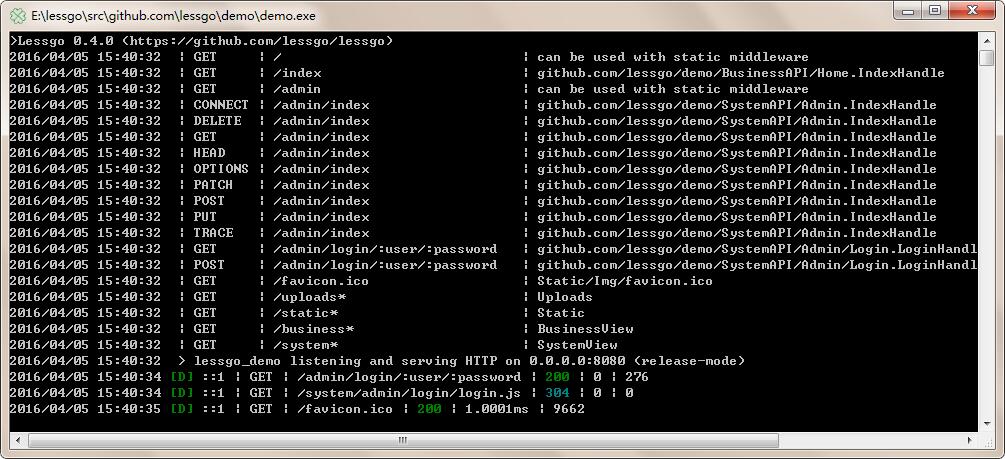 E:\lessgo\src\github.com\lessgo\demo\demo.exe
>Lessgo 0.4.0 (https://github.com/lessgo/lessgo)
2016/04/05 15:40:32 | GET | / | can be used with static middleware
2016/04/05 15:40:32 | GET | /index | github.com/lessgo/demo/BusinessAPI/Home.IndexHandle
2016/04/05 15:40:32 | GET | /admin | can be used with static middleware
2016/04/05 15:40:32 | CONNECT | /admin/index | github.com/lessgo/demo/SystemAPI/Admin.IndexHandle
2016/04/05 15:40:32 | DELETE | /admin/index | github.com/lessgo/demo/SystemAPI/Admin.IndexHandle
2016/04/05 15:40:32 | GET | /admin/index | github.com/lessgo/demo/SystemAPI/Admin.IndexHandle
2016/04/05 15:40:32 | HEAD | /admin/index | github.com/lessgo/demo/SystemAPI/Admin.IndexHandle
2016/04/05 15:40:32 | OPTIONS | /admin/index | github.com/lessgo/demo/SystemAPI/Admin.IndexHandle
2016/04/05 15:40:32 | PATCH | /admin/index | github.com/lessgo/demo/SystemAPI/Admin.IndexHandle
2016/04/05 15:40:32 | POST | /admin/index | github.com/lessgo/demo/SystemAPI/Admin.IndexHandle
2016/04/05 15:40:32 | PUT | /admin/index | github.com/lessgo/demo/SystemAPI/Admin.IndexHandle
2016/04/05 15:40:32 | TRACE | /admin/index | github.com/lessgo/demo/SystemAPI/Admin.IndexHandle
2016/04/05 15:40:32 | GET | /admin/login/:user/:password | github.com/lessgo/demo/SystemAPI/Admin/Login.LoginHandl
2016/04/05 15:40:32 | POST | /admin/login/:user/:password | github.com/lessgo/demo/SystemAPI/Admin/Login.LoginHandl
2016/04/05 15:40:32 | GET | /favicon.ico | Static/Img/favicon.ico
2016/04/05 15:40:32 | GET | /uploads* | Uploads
2016/04/05 15:40:32 | GET | /static* | Static
2016/04/05 15:40:32 | GET | /business* | BusinessView
2016/04/05 15:40:32 | GET | /system* | SystemView
2016/04/05 15:40:32 > lessgo_demo listening and serving HTTP on 0.0.0.0:8080 (release-mode)
2016/04/05 15:40:34 [D] ::1 | GET | /admin/login/:user/:password | 200 | 0 | 276
2016/04/05 15:40:34 [D] ::1 | GET | /system/admin/login/login.js | 304 | 0 | 0
2016/04/05 15:40:35 [D] ::1 | GET | /favicon.ico | 200 | 1.0001ms | 9662